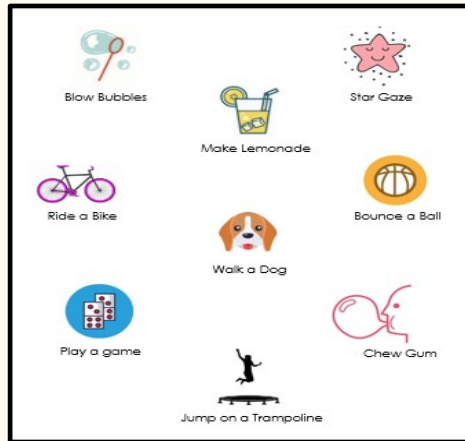 Blow Bubbles
Star Gaze
Make Lemonade
Ride a Bike
Bounce a Ball
Walk a Dog
Play a game
Chew Gum
Jump on a Trampoline